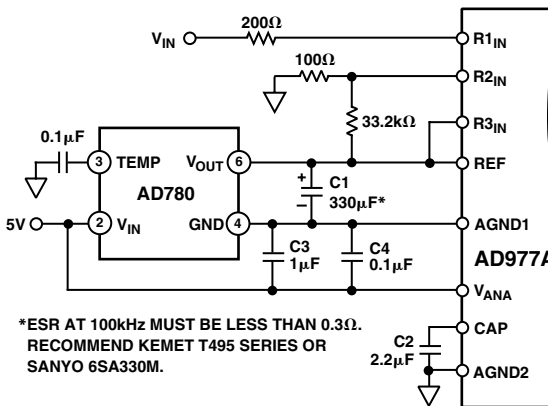 200Ω
V_IN
R1_IN
100Ω
R2_IN
33.2kΩ
R3_IN
0.1µF
3 TEMP
V_OUT 6
REF
AD780
+
C1
–
330µF*
5V
2 V_IN
GND 4
AGND1
C3
1µF
C4
0.1µF
AD977A
V_ANA
*ESR AT 100kHz MUST BE LESS THAN 0.3Ω.
RECOMMEND KEMET T495 SERIES OR
SANYO 6SA330M.
CAP
C2
2.2µF
AGND2